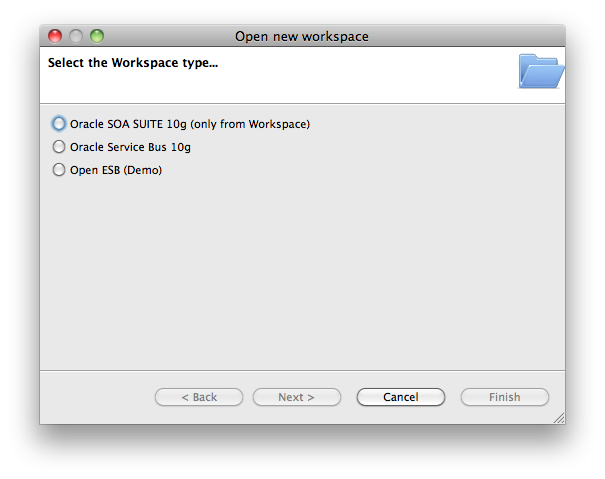 Open new workspace
Select the Workspace type...
Oracle SOA SUITE 10g (only from Workspace)
Oracle Service Bus 10g
Open ESB (Demo)
< Back Next > Cancel Finish